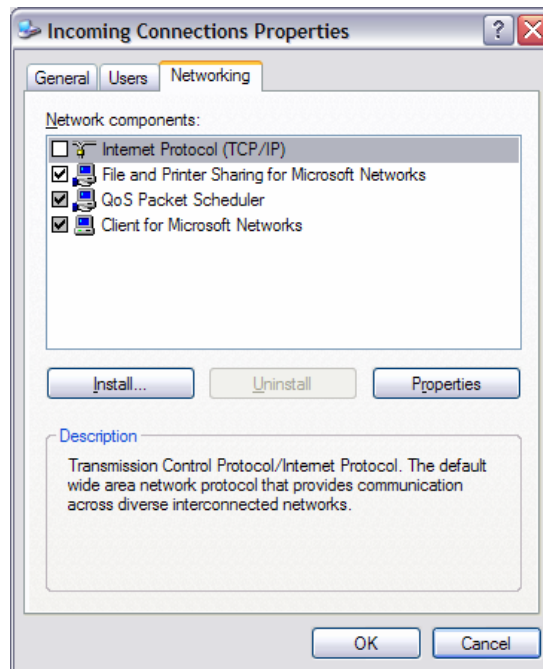 Incoming Connections Properties
General Users Networking
Network components:
Internet Protocol (TCP/IP)
File and Printer Sharing for Microsoft Networks
QoS Packet Scheduler
Client for Microsoft Networks
Install... Uninstall Properties
Description
Transmission Control Protocol/Internet Protocol. The default
wide area network protocol that provides communication
across diverse interconnected networks.
OK Cancel